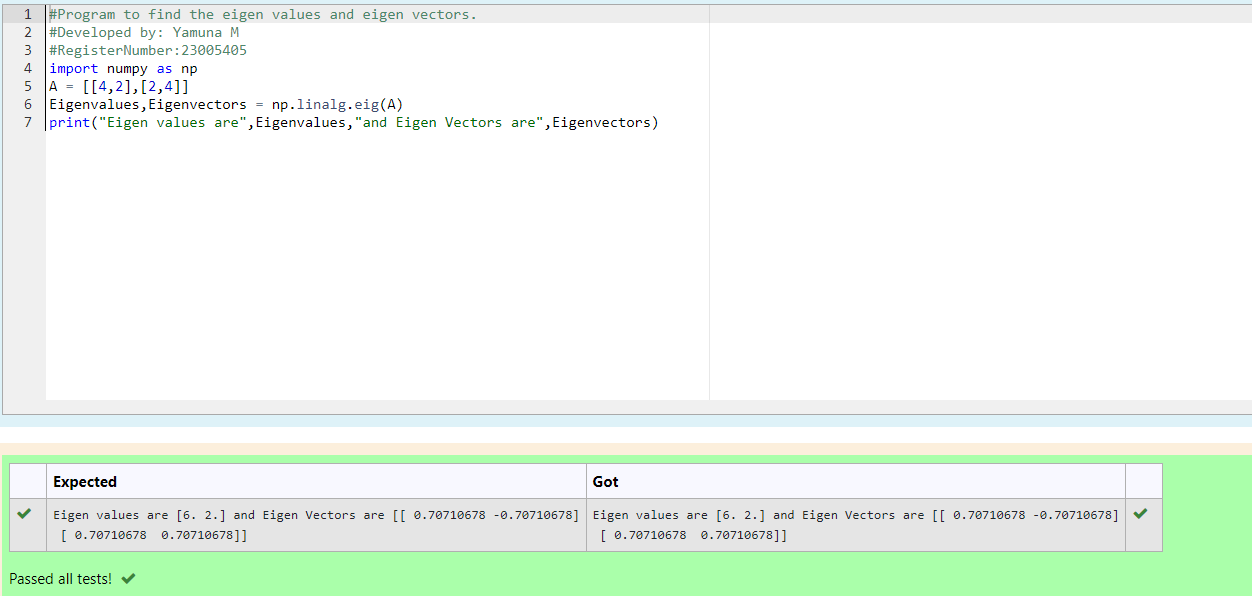 1 #Program to find the eigen values and eigen vectors.
2 #Developed by: Yamuna M
3 #RegisterNumber:23005405
4 import numpy as np
5 A = [[4,2],[2,4]]
6 Eigenvalues,Eigenvectors = np.linalg.eig(A)
7 print("Eigen values are",Eigenvalues,"and Eigen Vectors are",Eigenvectors)
Expected Got
Eigen values are [6. 2.] and Eigen Vectors are [[ 0.70710678 -0.70710678] Eigen values are [6. 2.] and Eigen Vectors are [[ 0.70710678 -0.70710678]
[ 0.70710678  0.70710678]] [ 0.70710678  0.70710678]]
Passed all tests!